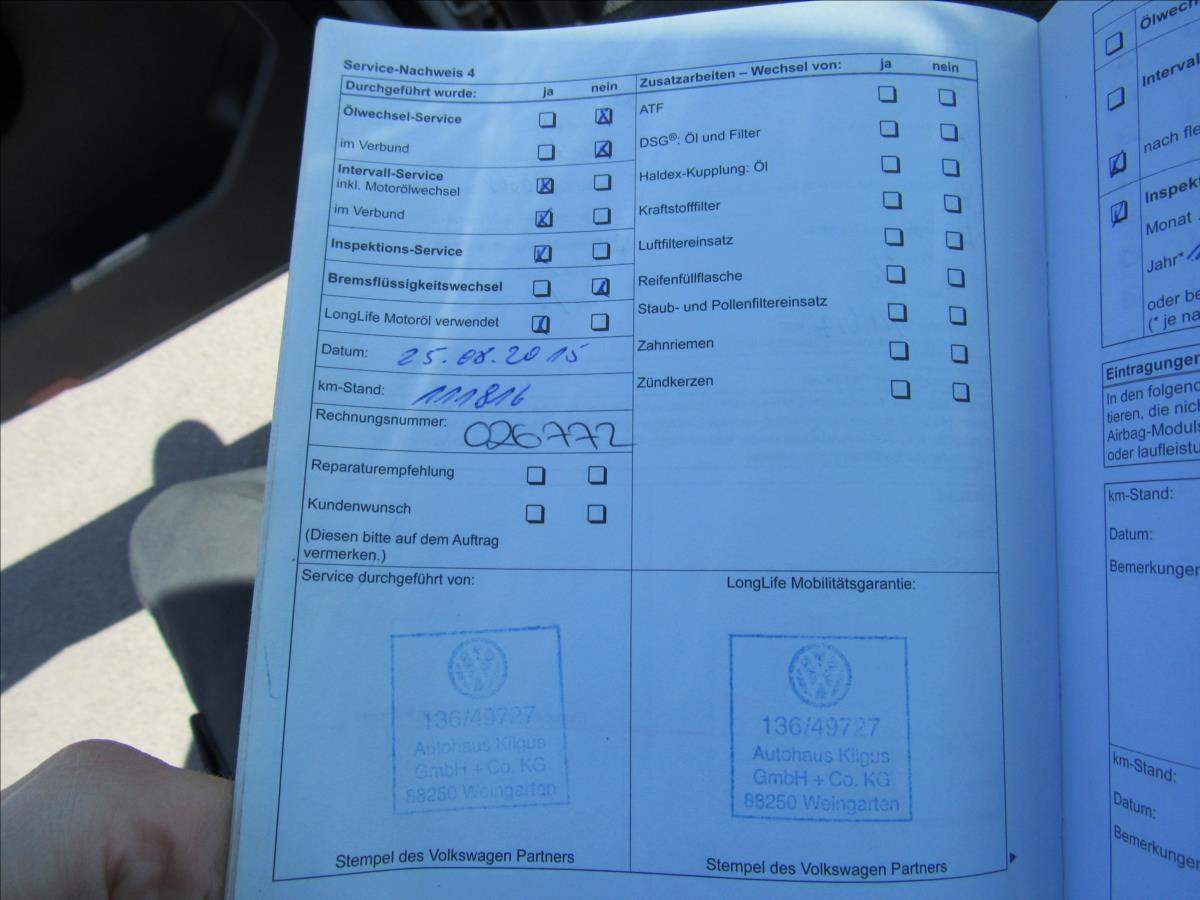 Service-Nachweis 4
Durchgeführt wurde: ja nein
Ölwechsel-Service
im Verbund
Intervall-Service
inkl. Motorölwechsel
im Verbund
Inspektions-Service
Bremsflüssigkeitswechsel
LongLife Motoröl verwendet
Datum: 25.08.2015
km-Stand: 111816
Rechnungsnummer: 026772
Reparaturempfehlung
Kundenwunsch
(Diesen bitte auf dem Auftrag
vermerken.)
Zusatzarbeiten – Wechsel von: ja nein
ATF
DSG®: Öl und Filter
Haldex-Kupplung: Öl
Kraftstofffilter
Luftfiltereinsatz
Reifenfüllflasche
Staub- und Pollenfiltereinsatz
Zahnriemen
Zündkerzen
Service durchgeführt von:
136/49727
Autohaus Kilgus
GmbH + Co. KG
88250 Weingarten
Stempel des Volkswagen Partners
LongLife Mobilitätsgarantie:
136/49727
Autohaus Kilgus
GmbH + Co. KG
88250 Weingarten
Stempel des Volkswagen Partners
Ölwech
Interval
nach fle
Inspekt
Monat
Jahr*
oder be
(* je na
Eintragungen
In den folgend
tieren, die nich
Airbag-Moduls
oder laufleistu
km-Stand:
Datum:
Bemerkungen
km-Stand:
Datum:
Bemerkungen